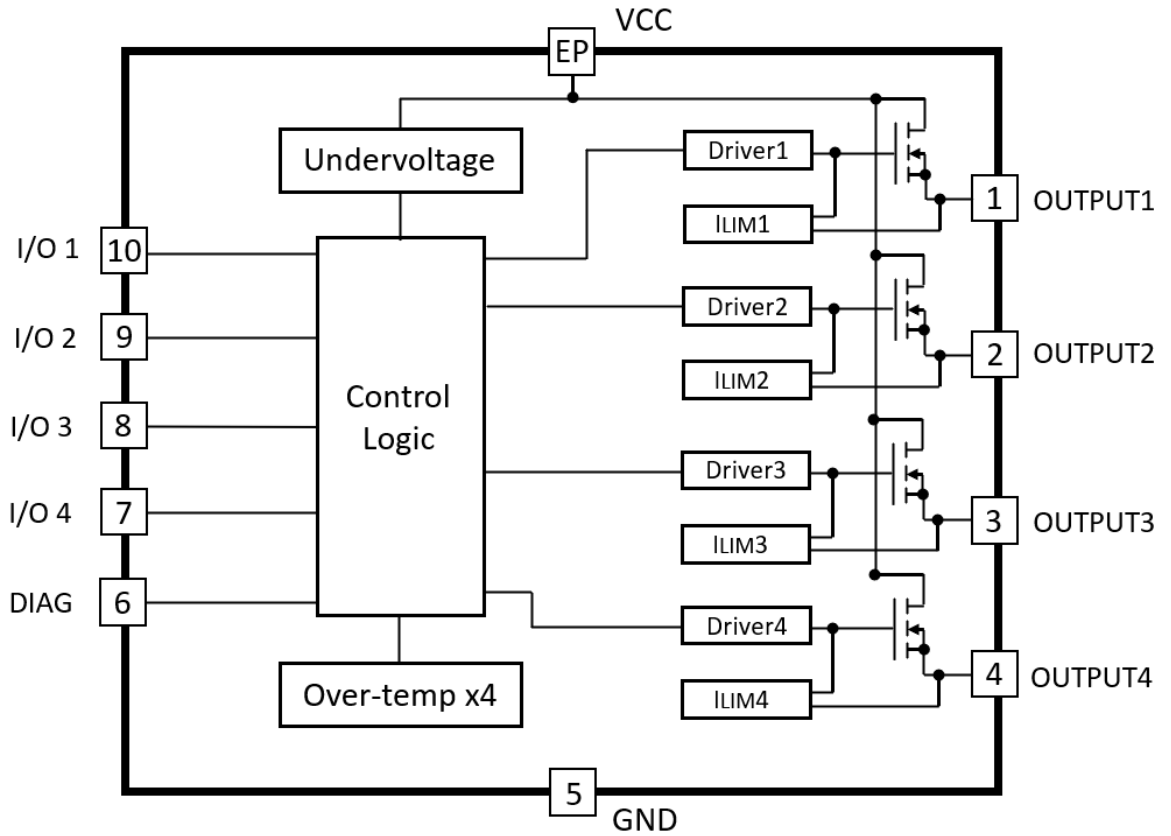 VCC
EP
Undervoltage
Driver1
ILIM1
1
OUTPUT1
I/O 1
10
I/O 2
9
Driver2
ILIM2
2
OUTPUT2
Control
Logic
I/O 3
8
Driver3
ILIM3
3
OUTPUT3
I/O 4
7
DIAG
6
Driver4
ILIM4
4
OUTPUT4
Over-temp x4
5
GND